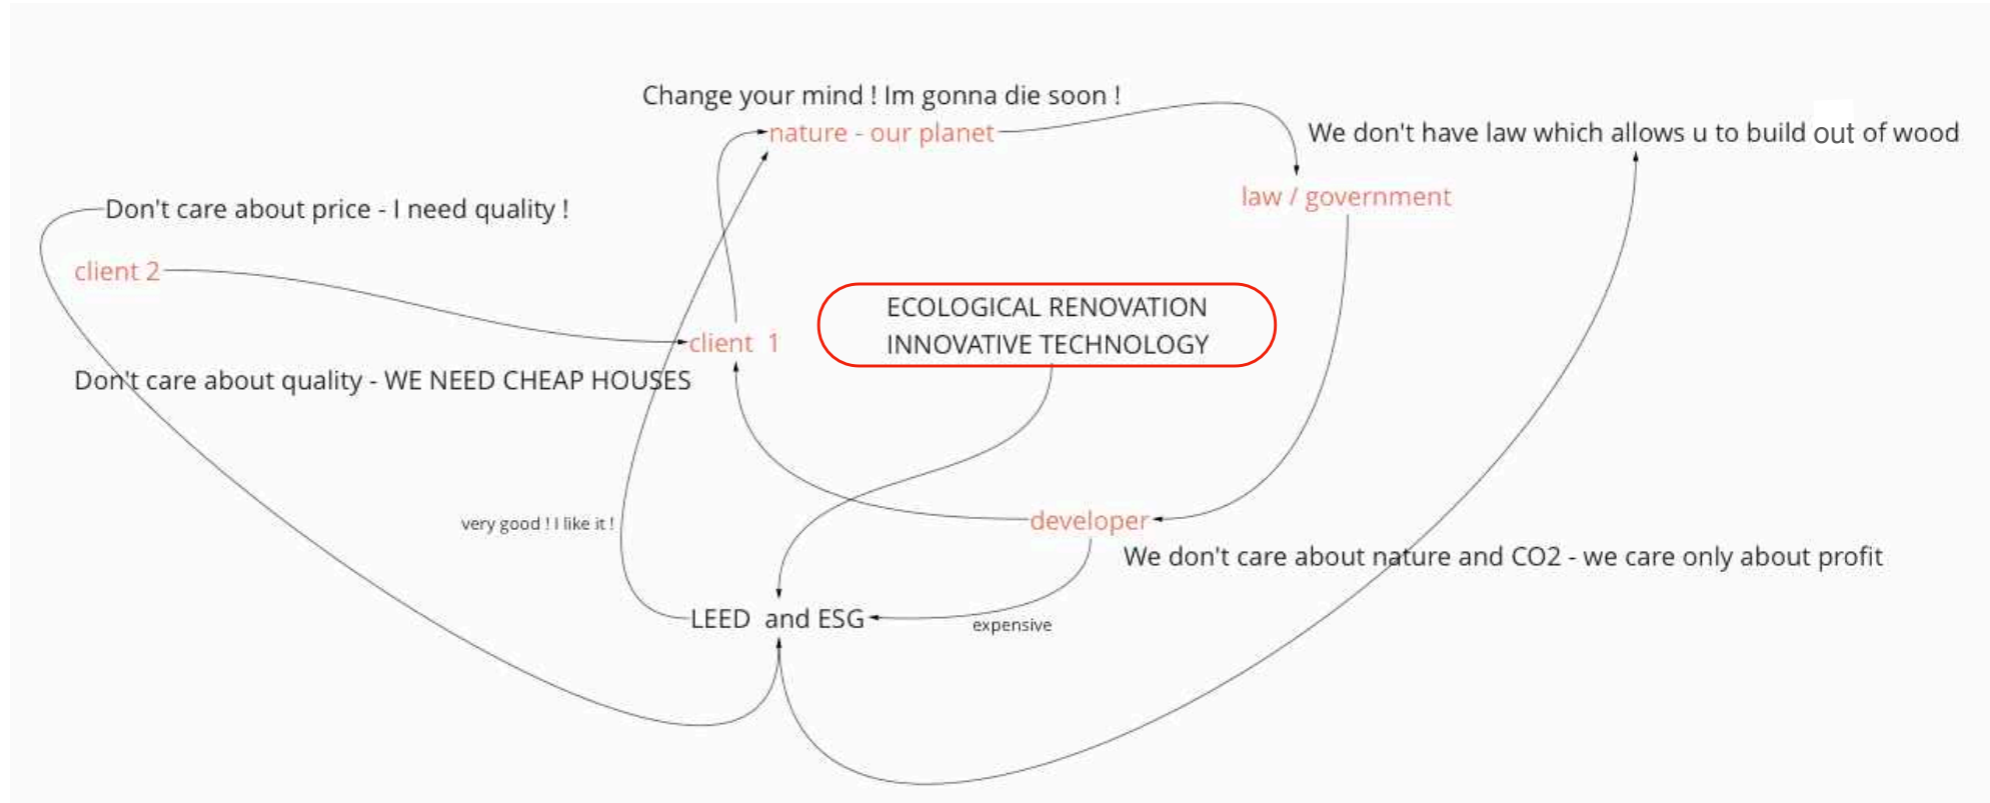 Change your mind ! Im gonna die soon !
nature - our planet
We don't have law which allows u to build out of wood
law / government
Don't care about price - I need quality !
client 2
ECOLOGICAL RENOVATION
INNOVATIVE TECHNOLOGY
client 1
Don't care about quality - WE NEED CHEAP HOUSES
very good ! I like it !
developer
We don't care about nature and CO2 - we care only about profit
LEED and ESG
expensive